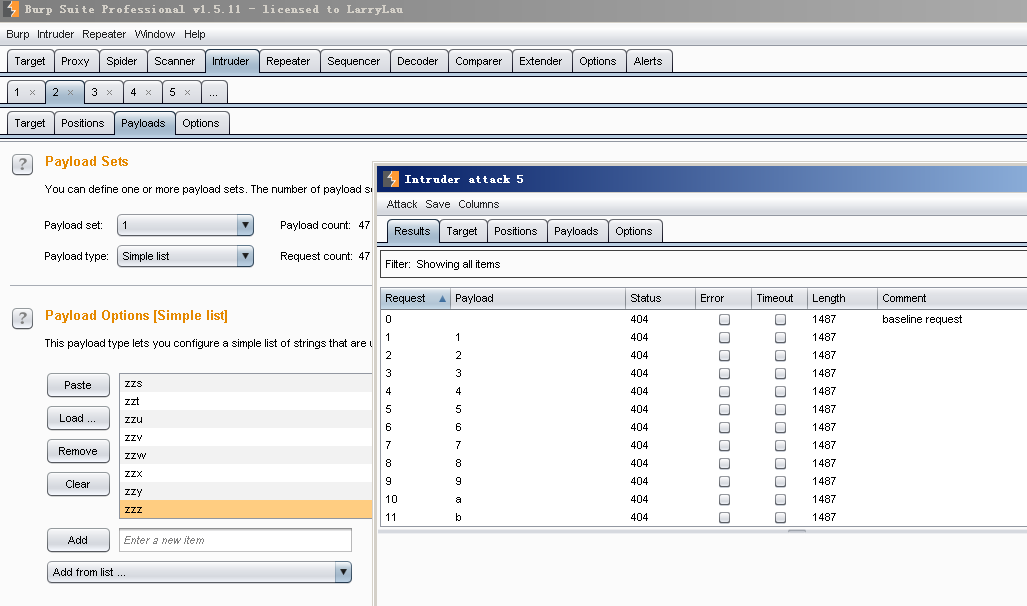 Burp Suite Professional v1.5.11 - licensed to LarryLau
Burp Intruder Repeater Window Help
Target Proxy Spider Scanner Intruder Repeater Sequencer Decoder Comparer Extender Options Alerts
1 × 2 × 3 × 4 × 5 × ...
Target Positions Payloads Options
? Payload Sets
You can define one or more payload sets. The number of payload s
Payload set: 1 Payload count: 47
Payload type: Simple list Request count: 47
? Payload Options [Simple list]
This payload type lets you configure a simple list of strings that are
Paste
Load ...
Remove
Clear
zzs
zzt
zzu
zzv
zzw
zzx
zzy
zzz
Add Enter a new item
Add from list ...
Intruder attack 5
Attack Save Columns
Results Target Positions Payloads Options
Filter: Showing all items
Request Payload Status Error Timeout Length Comment
0 404 1487 baseline request
1 1 404 1487
2 2 404 1487
3 3 404 1487
4 4 404 1487
5 5 404 1487
6 6 404 1487
7 7 404 1487
8 8 404 1487
9 9 404 1487
10 a 404 1487
11 b 404 1487